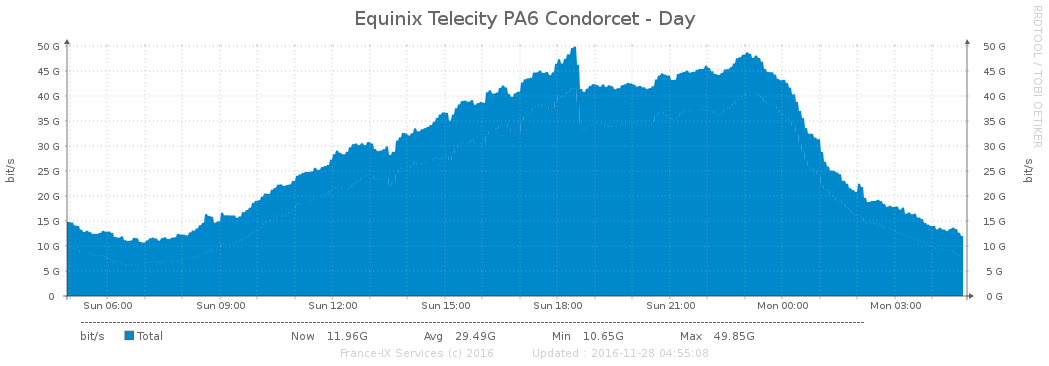 Equinix Telecity PA6 Condorcet - Day
RRDTOOL / TOBI OETIKER
bit/s
50 G 50 G
45 G 45 G
40 G 40 G
35 G 35 G
30 G 30 G
25 G 25 G
20 G 20 G
15 G 15 G
10 G 10 G
5 G 5 G
0 0 G
bit/s
Sun 06:00 Sun 09:00 Sun 12:00 Sun 15:00 Sun 18:00 Sun 21:00 Mon 00:00 Mon 03:00
bit/s Total Now 11.96G Avg 29.49G Min 10.65G Max 49.85G
France-IX Services (c) 2016 Updated : 2016-11-28 04:55:08